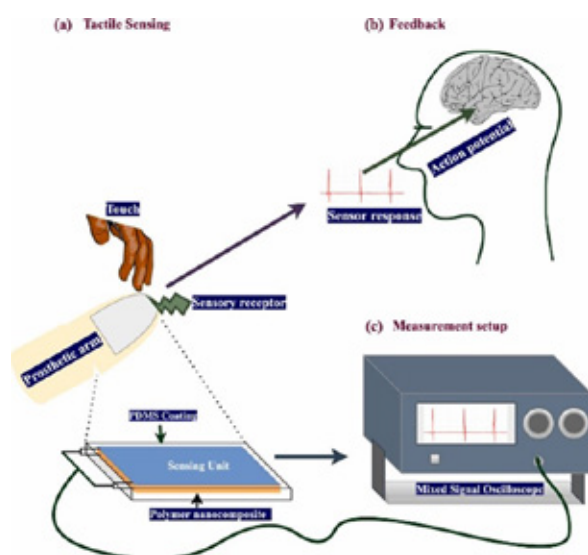 (a) Tactile Sensing
(b) Feedback
Action potential
Sensor response
Touch
Sensory receptor
Prosthetic arm
(c) Measurement setup
PDMS Coating
Sensing Unit
Polymer nanocomposite
Mixed Signal Oscilloscope